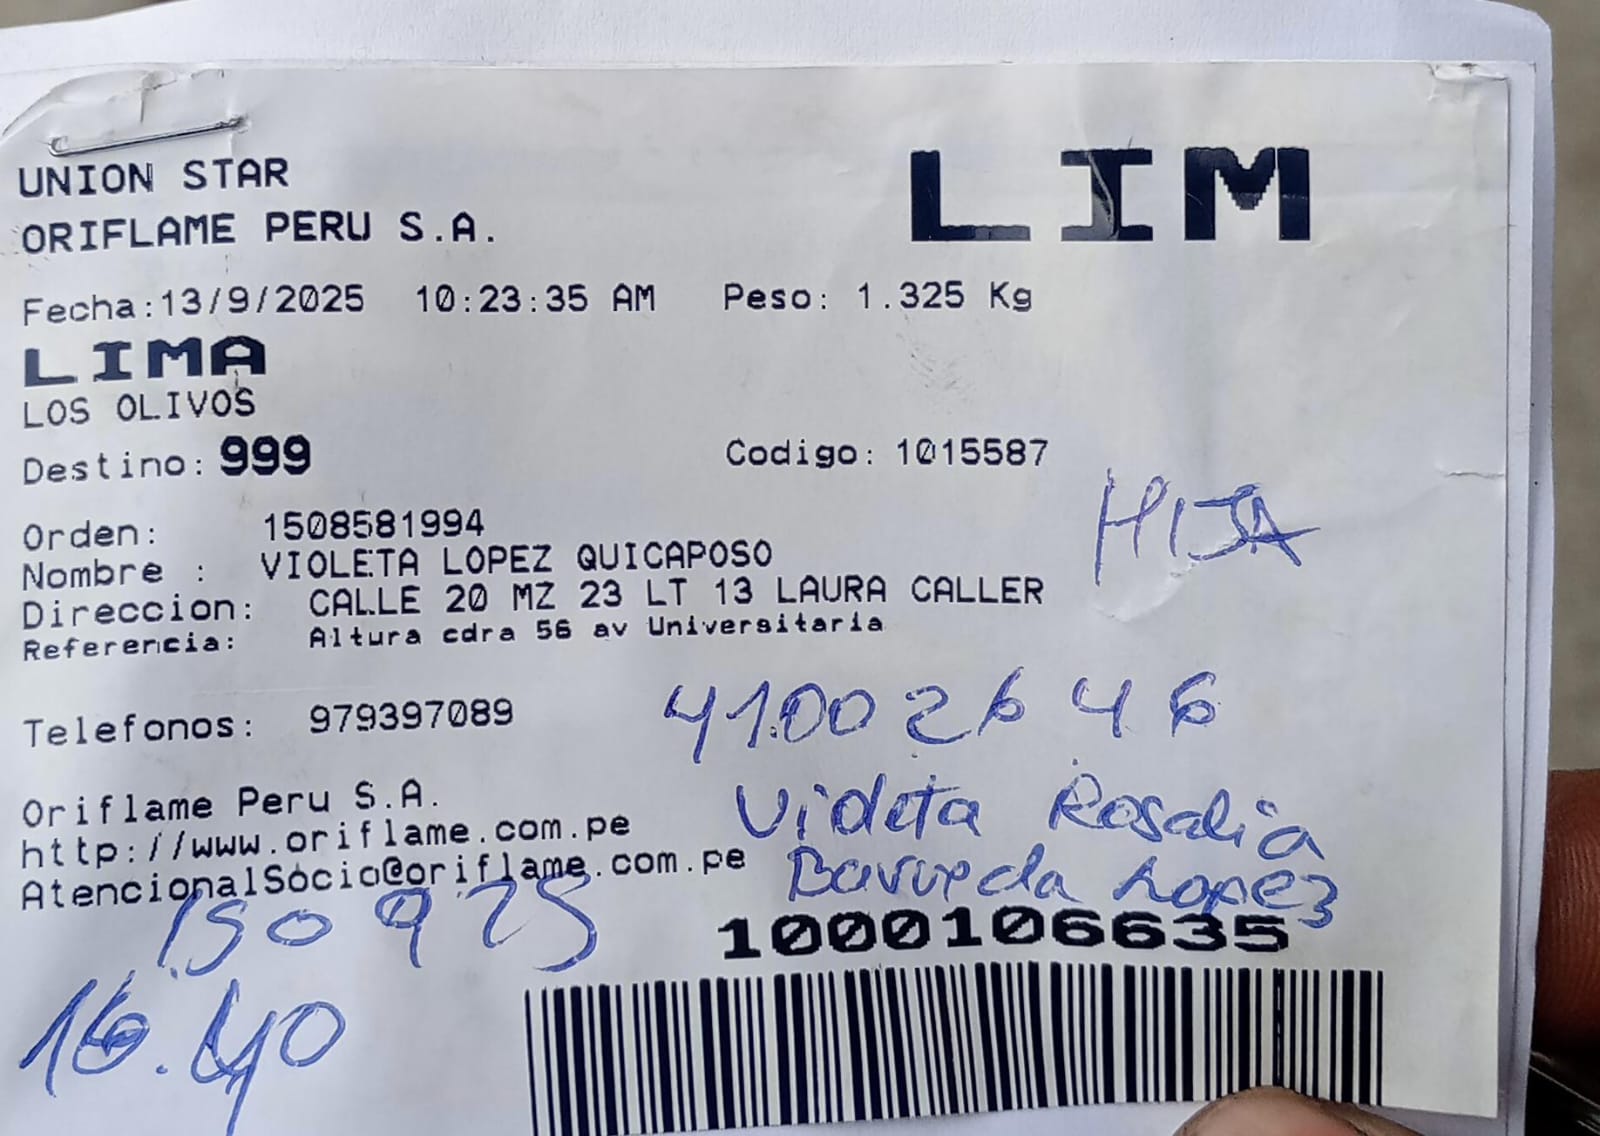 UNION STAR
LIM
ORIFLAME PERU S.A.
Fecha:13/9/2025 10:23:35 AM Peso: 1.325 Kg
LIMA
LOS OLIVOS
Destino: 999 Codigo: 1015587
HIJA
Orden: 1508581994
Nombre : VIOLETA LOPEZ QUICAPOSO
Direccion: CALLE 20 MZ 23 LT 13 LAURA CALLER
Referencia: Altura cdra 56 av Universitaria
41002646
Telefonos: 979397089
Oriflame Peru S.A.
http://www.oriflame.com.pe
AtencionalSocio@oriflame.com.pe
Violeta Rosalia
Barrueda Lopez
150925
1000106635
16.40